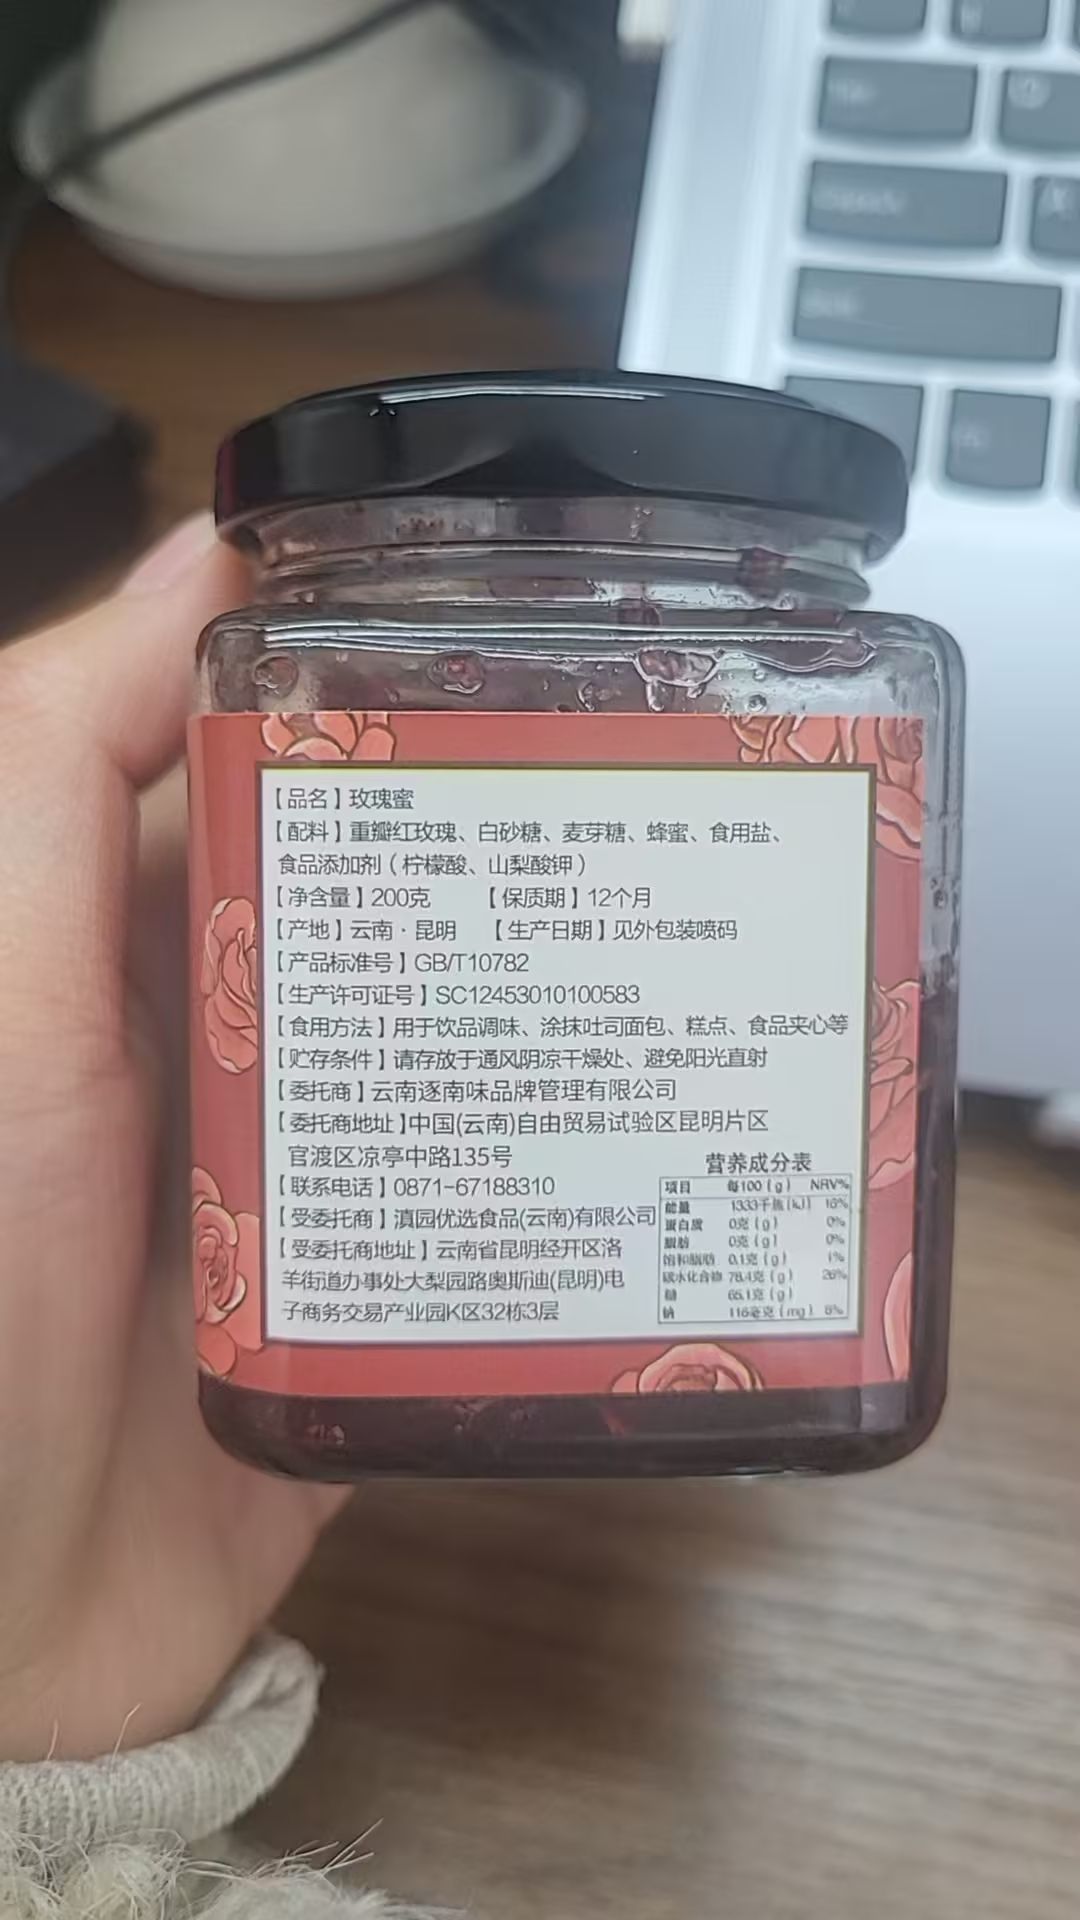 【品名】玫瑰蜜
【配料】重瓣红玫瑰、白砂糖、麦芽糖、蜂蜜、食用盐、
食品添加剂（柠檬酸、山梨酸钾）
【净含量】200克 【保质期】12个月
【产地】云南·昆明 【生产日期】见外包装喷码
【产品标准号】GB/T10782
【生产许可证号】SC12453010100583
【食用方法】用于饮品调味、涂抹吐司面包、糕点、食品夹心等
【贮存条件】请存放于通风阴凉干燥处、避免阳光直射
【委托商】云南逐南味品牌管理有限公司
【委托商地址】中国(云南)自由贸易试验区昆明片区
官渡区凉亭中路135号
【联系电话】0871-67188310
【受委托商】滇园优选食品(云南)有限公司
【受委托商地址】云南省昆明经开区洛
羊街道办事处大梨园路奥斯迪(昆明)电
子商务交易产业园K区32栋3层
营养成分表
项目 每100（g） NRV%
能量 1333千焦（kJ） 16%
蛋白质 0克（g） 0%
脂肪 0克（g） 0%
饱和脂肪 0.1克（g） 1%
碳水化合物 78.4克（g） 26%
糖 65.1克（g）
钠 116毫克（mg） 6%